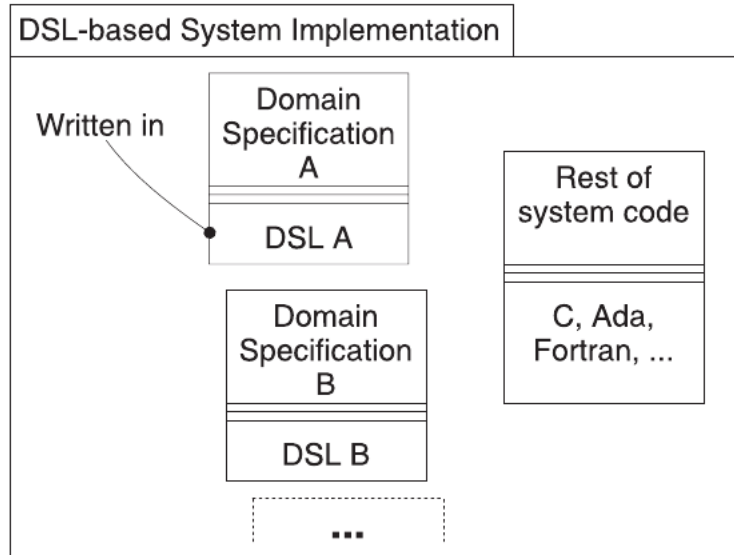 DSL-based System Implementation
Written in
Domain
Specification
A
DSL A
Domain
Specification
B
DSL B
...
Rest of
system code
C, Ada,
Fortran, ...